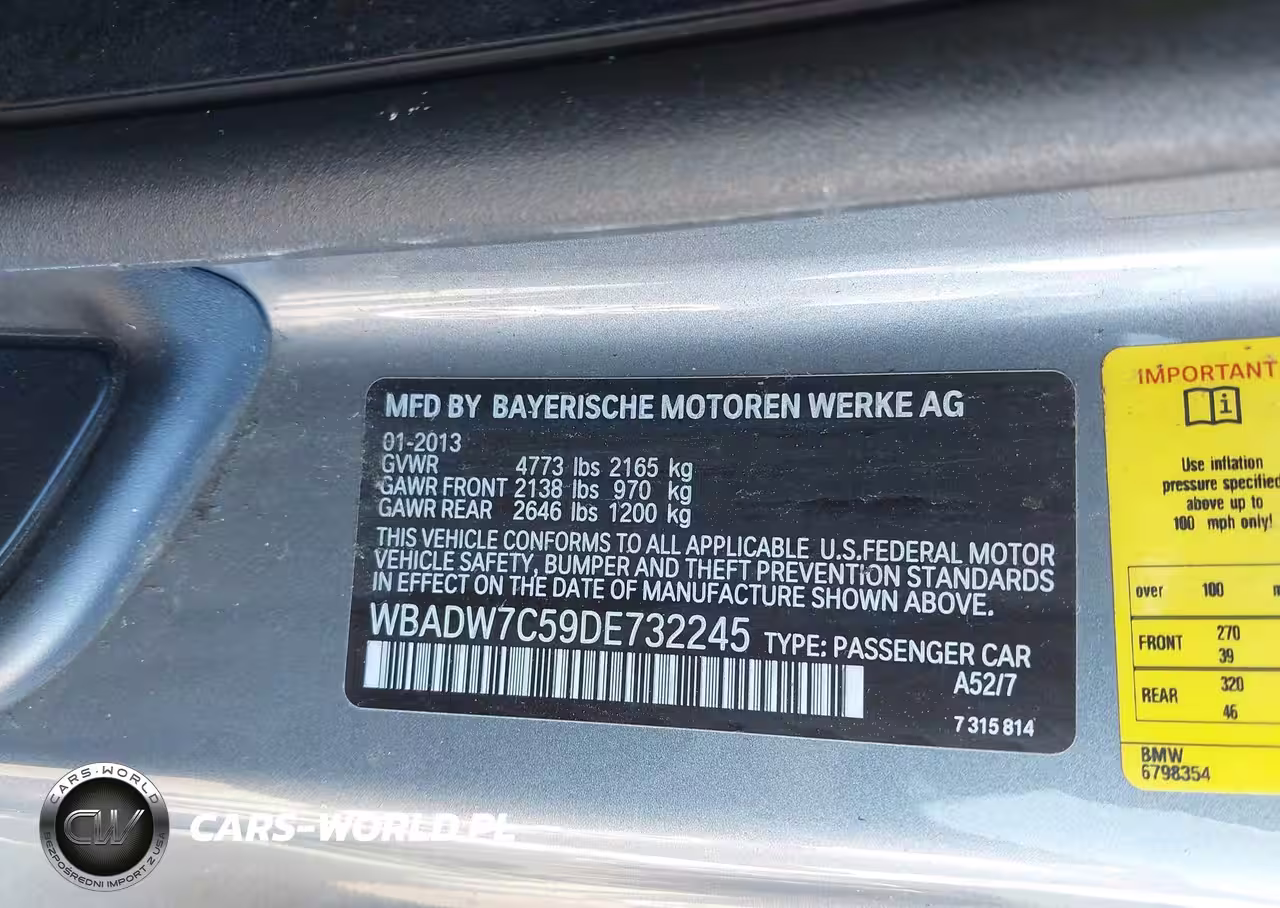 MFD BY BAYERISCHE MOTOREN WERKE AG
01-2013
GVWR 4773 lbs 2165 kg
GAWR FRONT 2138 lbs 970 kg
GAWR REAR 2646 lbs 1200 kg
THIS VEHICLE CONFORMS TO ALL APPLICABLE U.S.FEDERAL MOTOR
VEHICLE SAFETY, BUMPER AND THEFT PREVENTION STANDARDS
IN EFFECT ON THE DATE OF MANUFACTURE SHOWN ABOVE.
WBADW7C59DE732245 TYPE: PASSENGER CAR
A52/7
7 315 814
IMPORTANT
i
Use inflation
pressure specified
above up to
100 mph only!
over 100 m
FRONT 270
39
REAR 320
46
BMW
6798354
CARS-WORLD
CW
BEZPOŚREDNI IMPORT Z USA
CARS-WORLD.PL